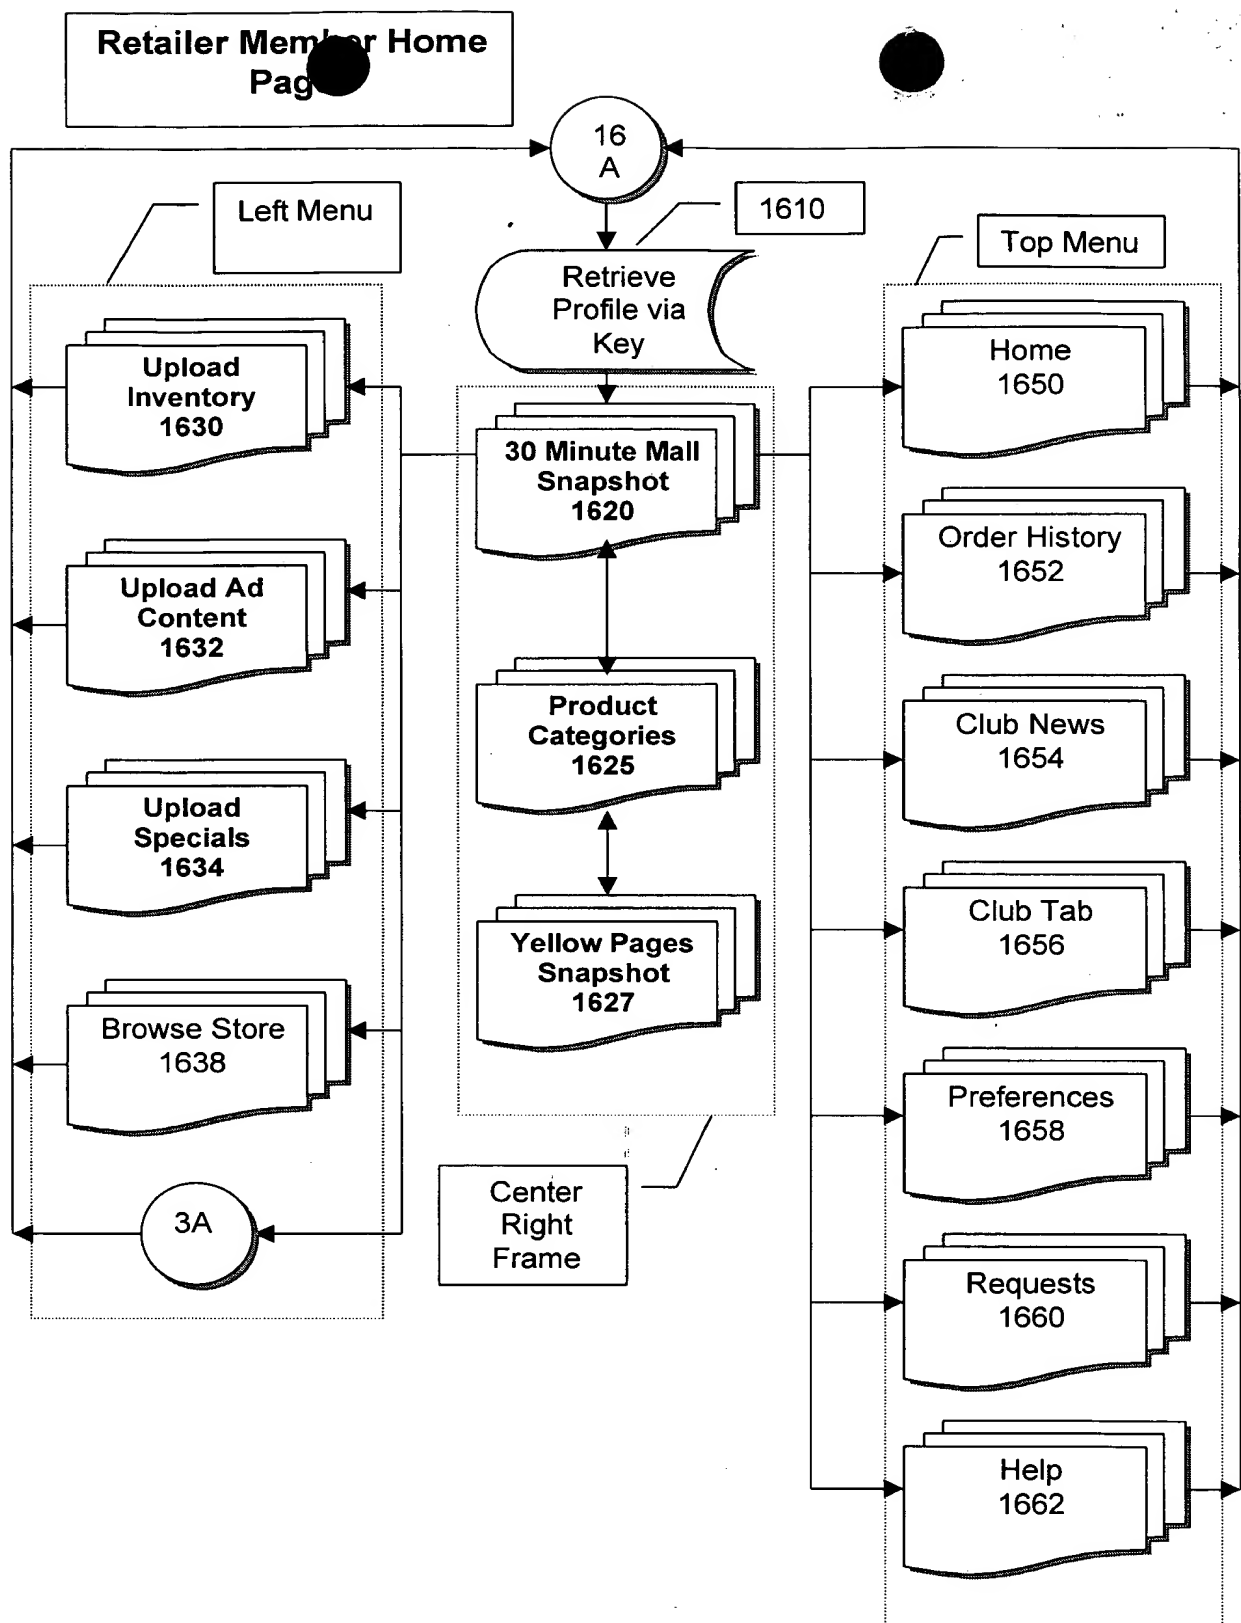 Retailer Member Home
Page
16
A
Left Menu
1610
Top Menu
Retrieve
Profile via
Key
Upload
Inventory
1630
Upload Ad
Content
1632
Upload
Specials
1634
Browse Store
1638
3A
30 Minute Mall
Snapshot
1620
Product
Categories
1625
Yellow Pages
Snapshot
1627
Center
Right
Frame
Home
1650
Order History
1652
Club News
1654
Club Tab
1656
Preferences
1658
Requests
1660
Help
1662